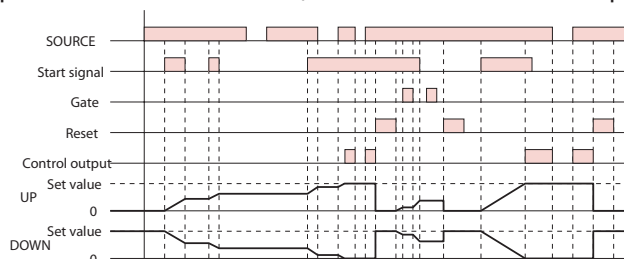 SOURCE
Start signal
Gate
Reset
Control output
Set value
UP
0
Set value
DOWN
0